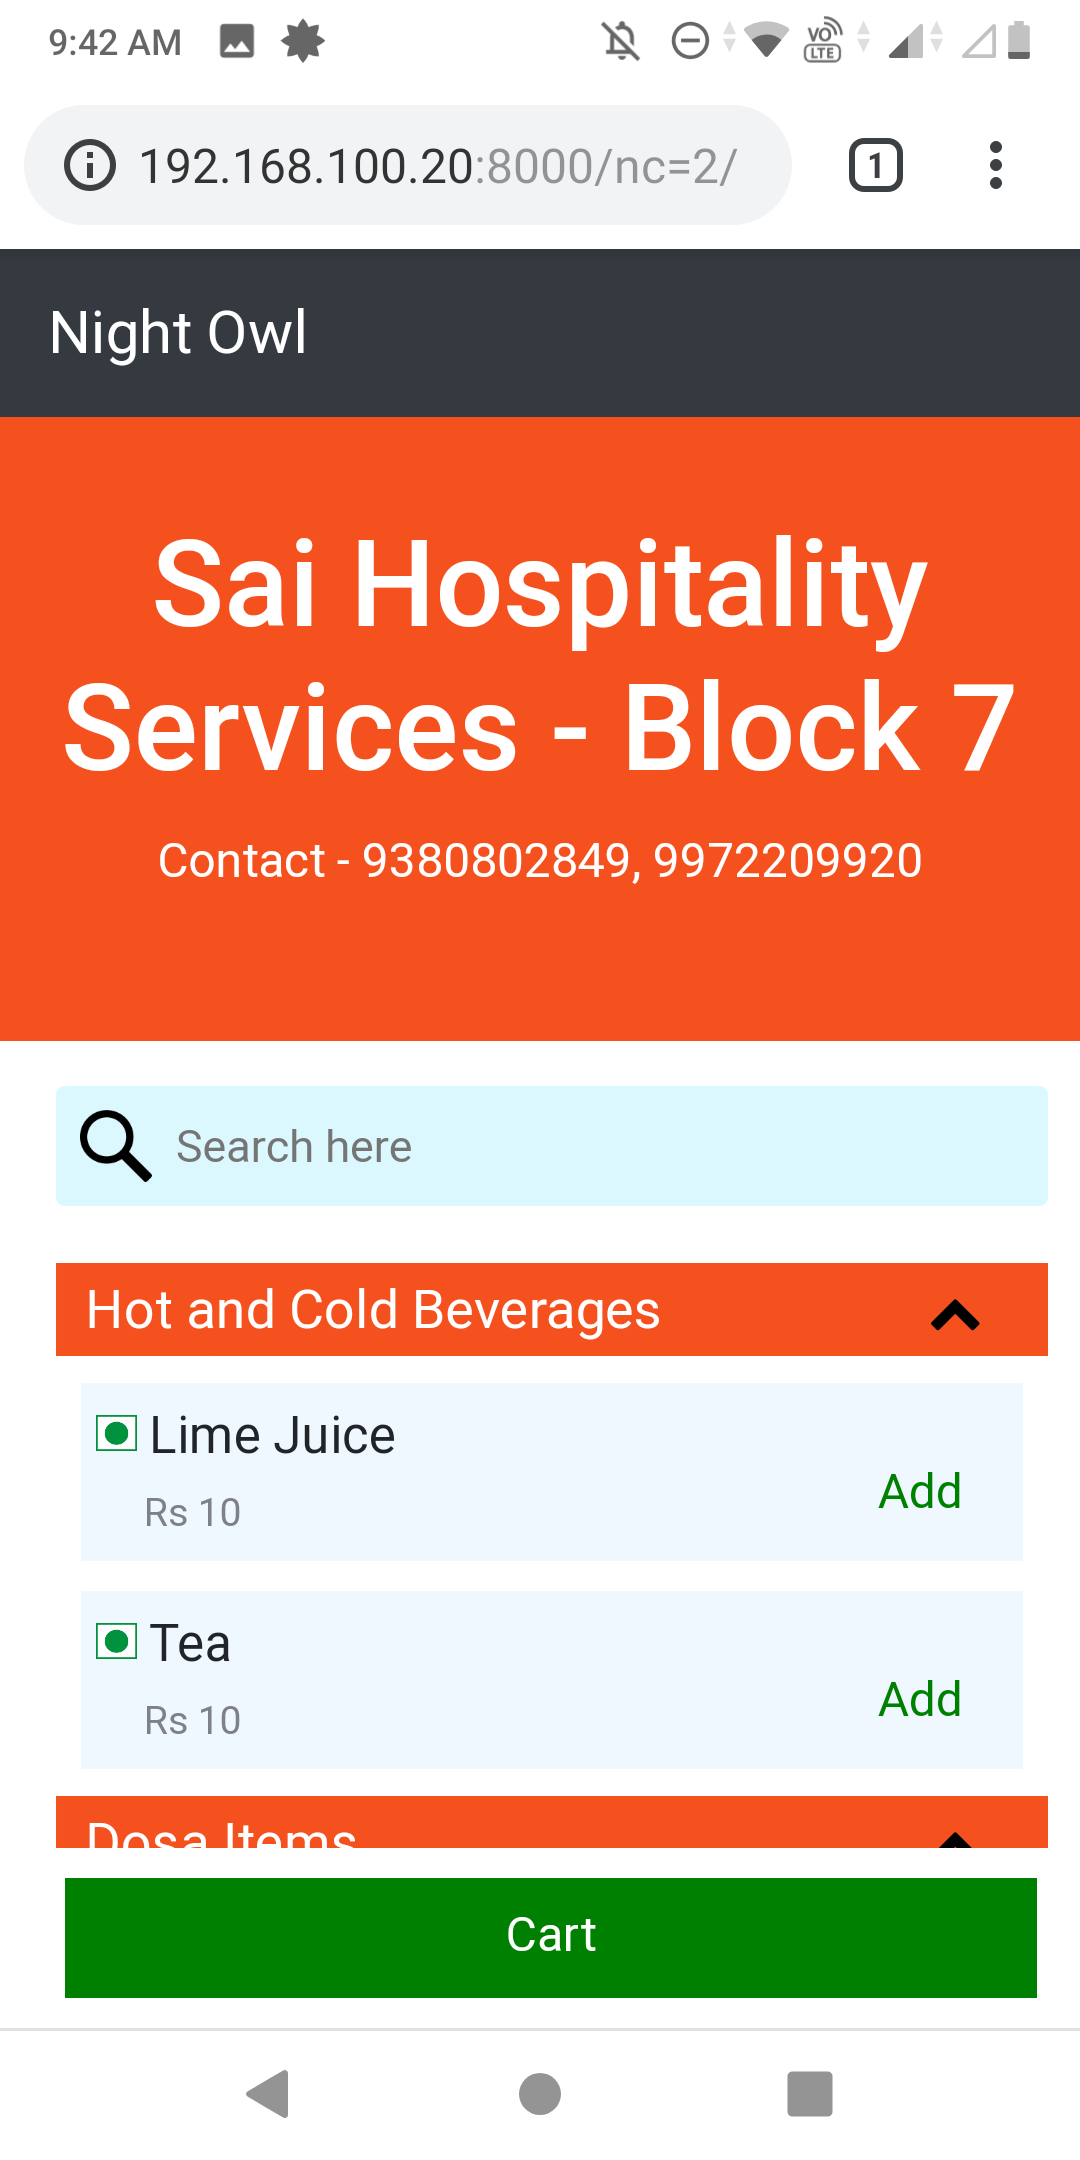 9:42 AM
VO
LTE
192.168.100.20:8000/nc=2/
1
Night Owl
Sai Hospitality
Services - Block 7
Contact - 9380802849, 9972209920
Search here
Hot and Cold Beverages
Lime Juice
Rs 10
Add
Tea
Rs 10
Add
Dosa Items
Cart